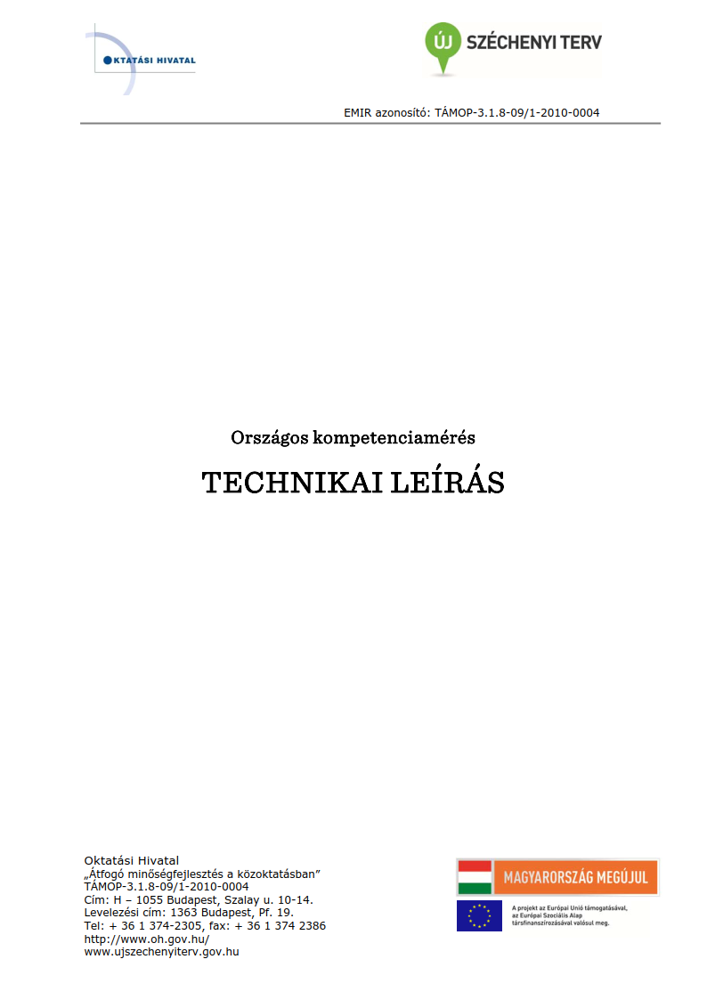 OKTATÁSI HIVATAL
ÚJ SZÉCHENYI TERV
EMIR azonosító: TÁMOP-3.1.8-09/1-2010-0004
Országos kompetenciamérés
TECHNIKAI LEÍRÁS
Oktatási Hivatal
„Átfogó minőségfejlesztés a közoktatásban”
TÁMOP-3.1.8-09/1-2010-0004
Cím: H – 1055 Budapest, Szalay u. 10-14.
Levelezési cím: 1363 Budapest, Pf. 19.
Tel: + 36 1 374-2305, fax: + 36 1 374 2386
http://www.oh.gov.hu/
www.ujszechenyiterv.gov.hu
MAGYARORSZÁG MEGÚJUL
A projekt az Európai Unió támogatásával,
az Európai Szociális Alap
társfinanszírozásával valósul meg.